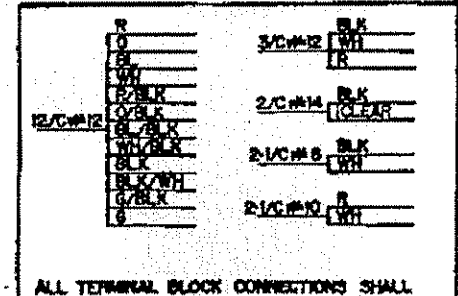 R
O
BL
WH
R/BLK
O/BLK
BL/BLK
WH/BLK
BLK
BLK/WH
G/BLK
G
12/C#12
3/C#12
BLK
WH
R
2/C#14
BLK
CLEAR
2-1/C#8
BLK
WH
2-1/C#10
R
WH
ALL TERMINAL BLOCK CONNECTIONS SHALL